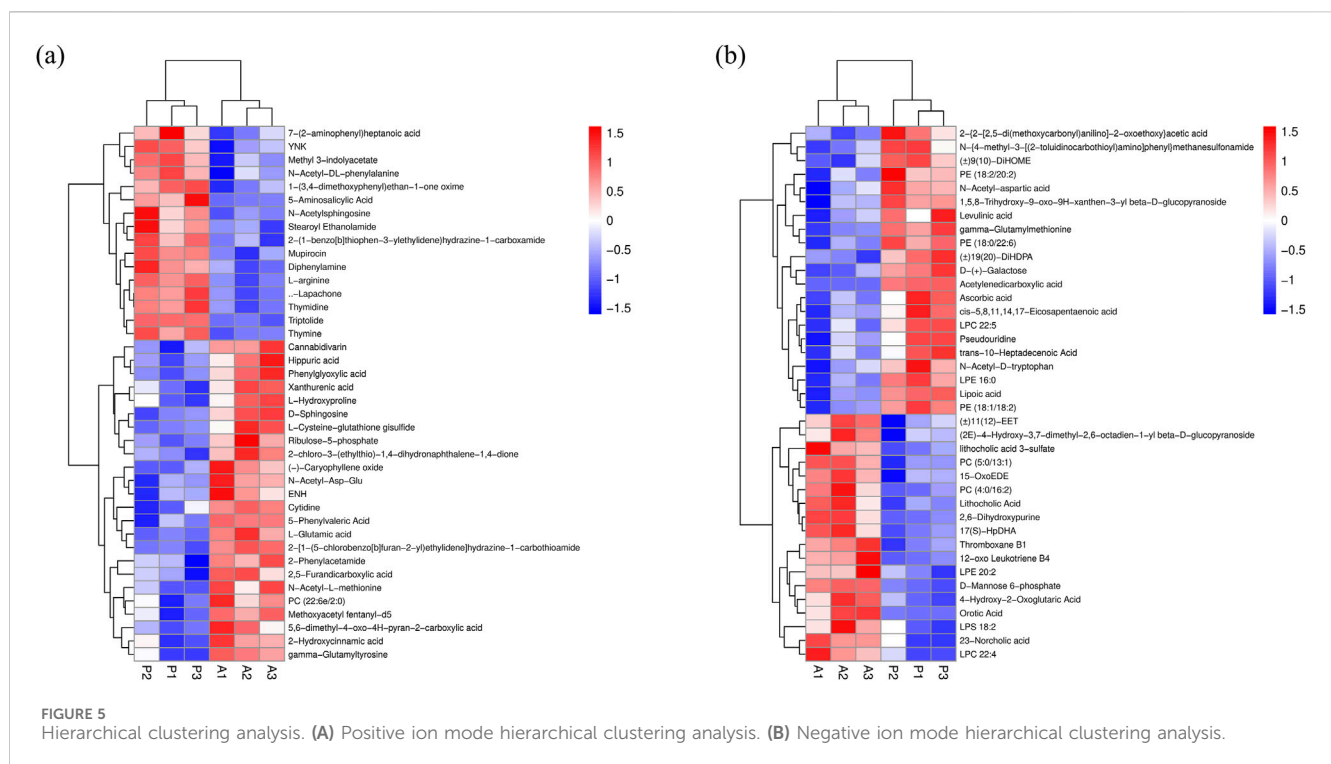 (a)
7-(2-aminophenyl)heptanoic acid
YNK
Methyl 3-indolyacetate
N-Acetyl-DL-phenylalanine
1-(3,4-dimethoxyphenyl)ethan-1-one oxime
5-Aminosalicylic Acid
N-Acetylsphingosine
Stearoyl Ethanolamide
2-(1-benzo[b]thiophen-3-ylethylidene)hydrazine-1-carboxamide
Mupirocin
Diphenylamine
L-arginine
..-Lapachone
Thymidine
Triptolide
Thymine
Cannabidivarin
Hippuric acid
Phenylglyoxylic acid
Xanthurenic acid
L-Hydroxyproline
D-Sphingosine
L-Cysteine-glutathione gisulfide
Ribulose-5-phosphate
2-chloro-3-(ethylthio)-1,4-dihydronaphthalene-1,4-dione
(-)-Caryophyllene oxide
N-Acetyl-Asp-Glu
ENH
Cytidine
5-Phenylvaleric Acid
L-Glutamic acid
2-[1-(5-chlorobenzo[b]furan-2-yl)ethylidene]hydrazine-1-carbothioamide
2-Phenylacetamide
2,5-Furandicarboxylic acid
N-Acetyl-L-methionine
PC (22:6e/2:0)
Methoxyacetyl fentanyl-d5
5,6-dimethyl-4-oxo-4H-pyran-2-carboxylic acid
2-Hydroxycinnamic acid
gamma-Glutamyltyrosine
P2 P1 P3 A1 A2 A3
1.5
1
0.5
0
-0.5
-1
-1.5
(b)
2-{2-[2,5-di(methoxycarbonyl)anilino]-2-oxoethoxy}acetic acid
N-{4-methyl-3-[(2-toluidinocarbothioyl)amino]phenyl}methanesulfonamide
(±)9(10)-DiHOME
PE (18:2/20:2)
N-Acetyl-aspartic acid
1,5,8-Trihydroxy-9-oxo-9H-xanthen-3-yl beta-D-glucopyranoside
Levulinic acid
gamma-Glutamylmethionine
PE (18:0/22:6)
(±)19(20)-DiHDPA
D-(+)-Galactose
Acetylenedicarboxylic acid
Ascorbic acid
cis-5,8,11,14,17-Eicosapentaenoic acid
LPC 22:5
Pseudouridine
trans-10-Heptadecenoic Acid
N-Acetyl-D-tryptophan
LPE 16:0
Lipoic acid
PE (18:1/18:2)
(±)11(12)-EET
(2E)-4-Hydroxy-3,7-dimethyl-2,6-octadien-1-yl beta-D-glucopyranoside
lithocholic acid 3-sulfate
PC (5:0/13:1)
15-OxoEDE
PC (4:0/16:2)
Lithocholic Acid
2,6-Dihydroxypurine
17(S)-HpDHA
Thromboxane B1
12-oxo Leukotriene B4
LPE 20:2
D-Mannose 6-phosphate
4-Hydroxy-2-Oxoglutaric Acid
Orotic Acid
LPS 18:2
23-Norcholic acid
LPC 22:4
A1 A2 A3 P2 P1 P3
1.5
1
0.5
0
-0.5
-1
-1.5
FIGURE 5
Hierarchical clustering analysis. (A) Positive ion mode hierarchical clustering analysis. (B) Negative ion mode hierarchical clustering analysis.